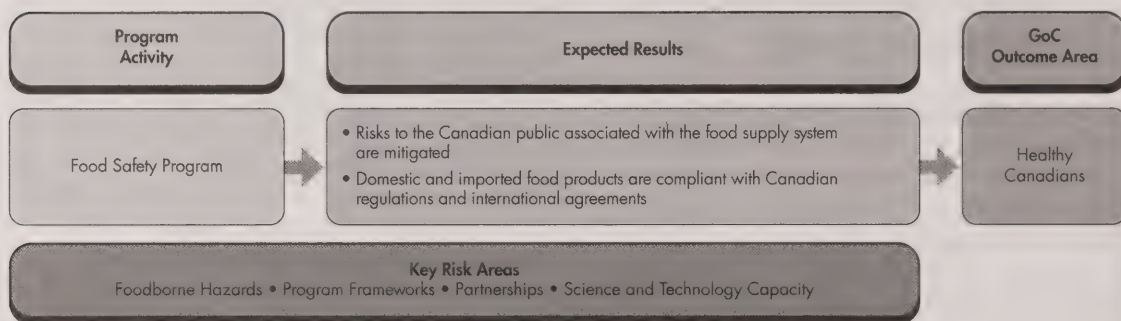 Program
Activity
Expected Results
GoC
Outcome Area
Food Safety Program
• Risks to the Canadian public associated with the food supply system
are mitigated
• Domestic and imported food products are compliant with Canadian
regulations and international agreements
Healthy
Canadians
Key Risk Areas
Foodborne Hazards • Program Frameworks • Partnerships • Science and Technology Capacity